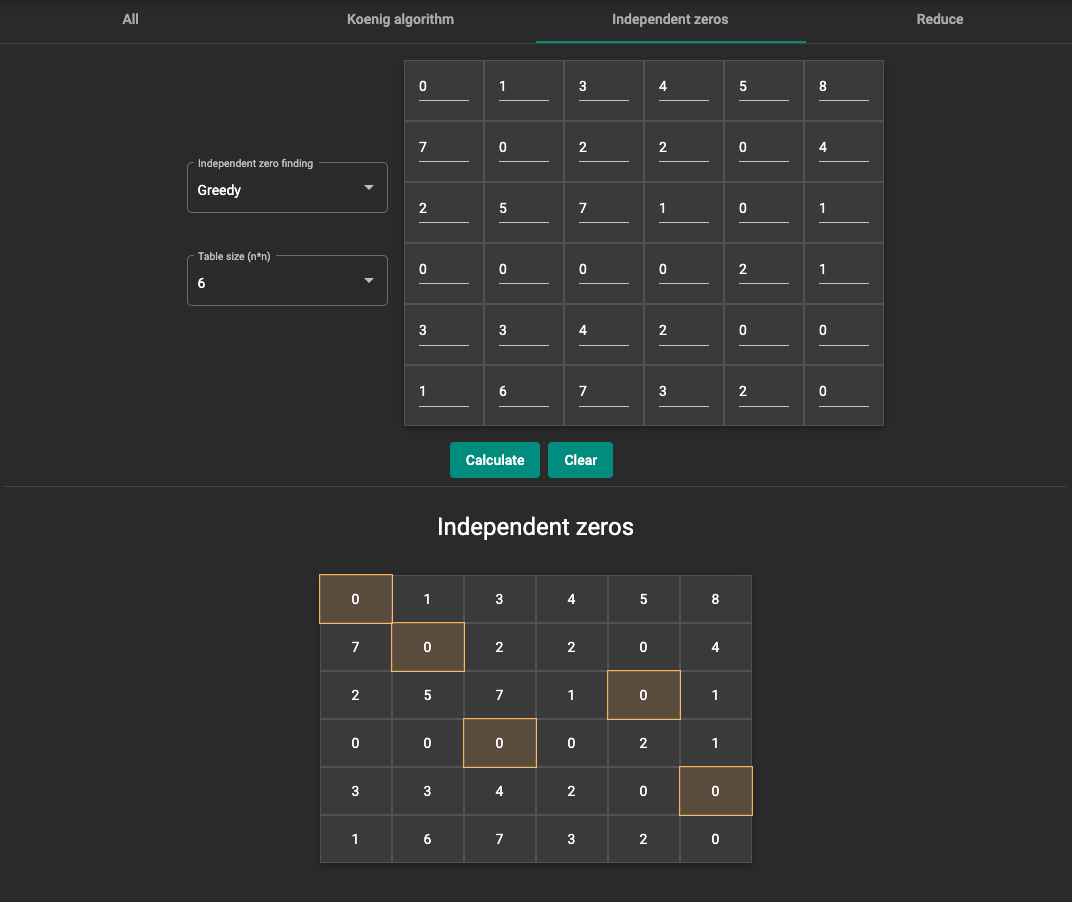 All Koenig algorithm Independent zeros Reduce
0 1 3 4 5 8
7 0 2 2 0 4
Independent zero finding
Greedy
2 5 7 1 0 1
Table size (n*n)
6
0 0 0 0 2 1
3 3 4 2 0 0
1 6 7 3 2 0
Calculate Clear
Independent zeros
0 1 3 4 5 8
7 0 2 2 0 4
2 5 7 1 0 1
0 0 0 0 2 1
3 3 4 2 0 0
1 6 7 3 2 0